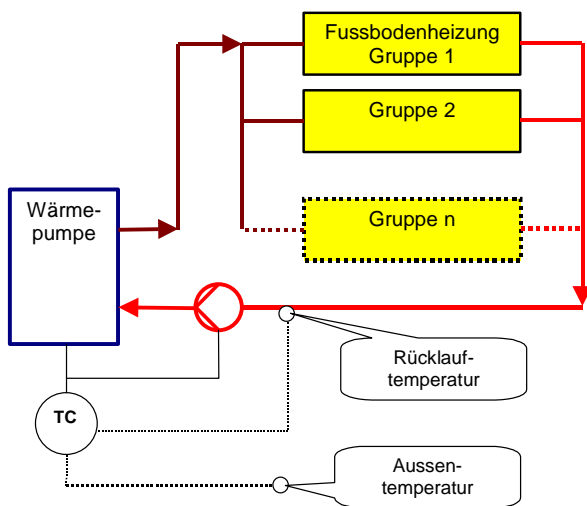 Fussbodenheizung
Gruppe 1
Gruppe 2
Gruppe n
Wärme-
pumpe
Rücklauf-
temperatur
TC
Aussen-
temperatur